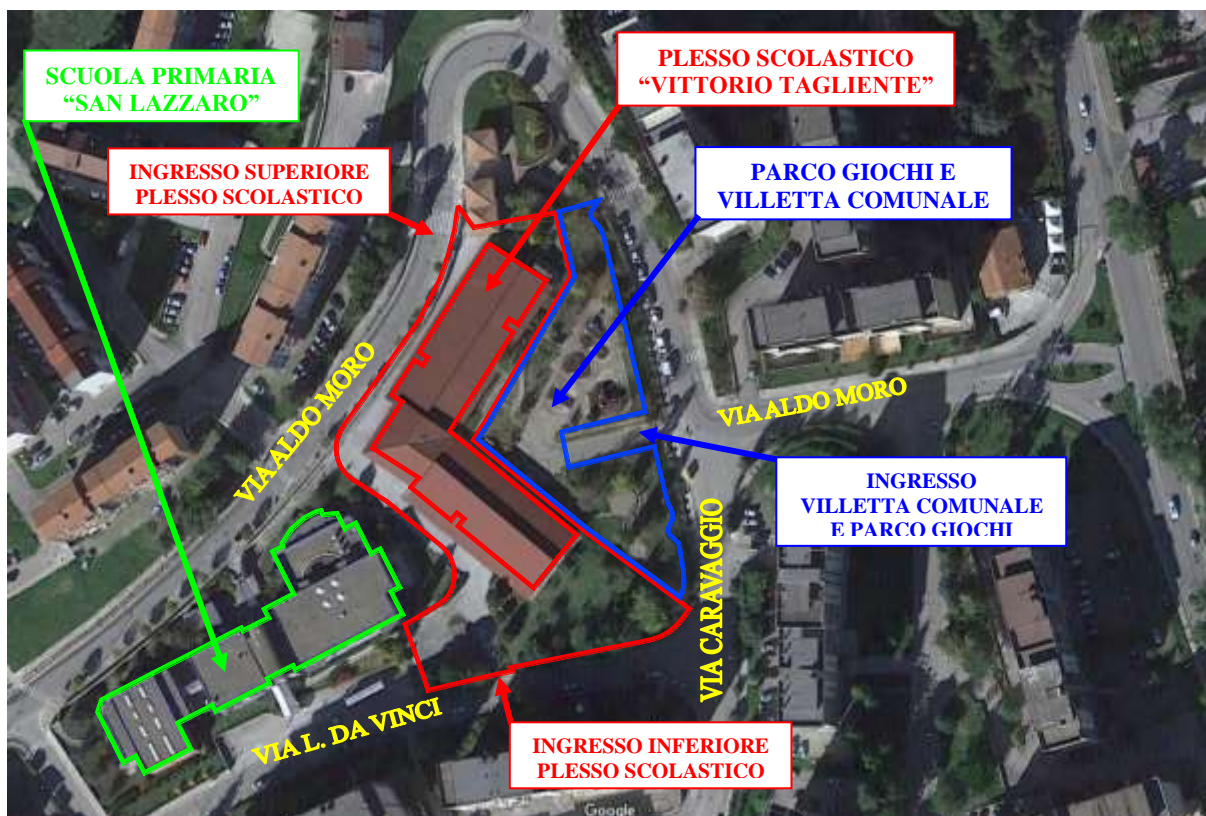 PLESSO SCOLASTICO
“VITTORIO TAGLIENTE”
SCUOLA PRIMARIA
“SAN LAZZARO”
INGRESSO SUPERIORE
PLESSO SCOLASTICO
PARCO GIOCHI E
VILLETTA COMUNALE
VIA ALDO MORO
VIA ALDO MORO
INGRESSO
VILLETTA COMUNALE
E PARCO GIOCHI
VIA CARAVAGGIO
VIA L. DA VINCI
INGRESSO INFERIORE
PLESSO SCOLASTICO
Google